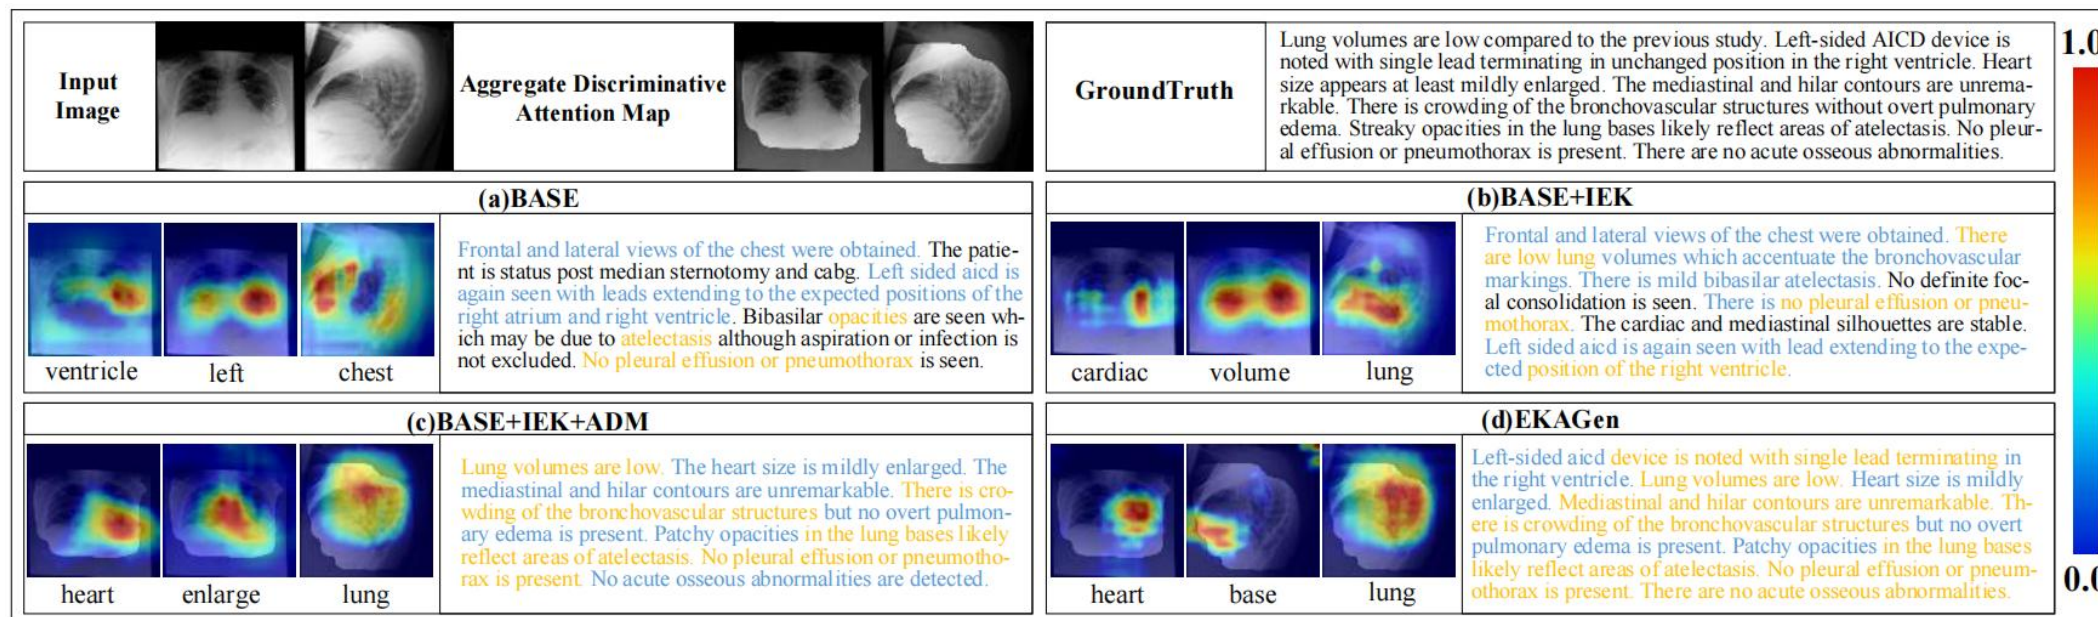 Input
Image
Aggregate Discriminative
Attention Map
GroundTruth
Lung volumes are low compared to the previous study. Left-sided AICD device is
noted with single lead terminating in unchanged position in the right ventricle. Heart
size appears at least mildly enlarged. The mediastinal and hilar contours are unrema-
rkable. There is crowding of the bronchovascular structures without overt pulmonary
edema. Streaky opacities in the lung bases likely reflect areas of atelectasis. No pleur-
al effusion or pneumothorax is present. There are no acute osseous abnormalities.
1.0
(a)BASE
ventricle
left
chest
Frontal and lateral views of the chest were obtained. The patie-
nt is status post median sternotomy and cabg. Left sided aicd is
again seen with leads extending to the expected positions of the
right atrium and right ventricle. Bibasilar opacities are seen wh-
ich may be due to atelectasis although aspiration or infection is
not excluded. No pleural effusion or pneumothorax is seen.
(b)BASE+IEK
cardiac
volume
lung
Frontal and lateral views of the chest were obtained. There
are low lung volumes which accentuate the bronchovascular
markings. There is mild bibasilar atelectasis. No definite foc-
al consolidation is seen. There is no pleural effusion or pneu-
mothorax. The cardiac and mediastinal silhouettes are stable.
Left sided aicd is again seen with lead extending to the expe-
cted position of the right ventricle.
(c)BASE+IEK+ADM
heart
enlarge
lung
Lung volumes are low. The heart size is mildly enlarged. The
mediastinal and hilar contours are unremarkable. There is cro-
wding of the bronchovascular structures but no overt pulmon-
ary edema is present. Patchy opacities in the lung bases likely
reflect areas of atelectasis. No pleural effusion or pneumotho-
rax is present. No acute osseous abnormalities are detected.
(d)EKAGen
heart
base
lung
Left-sided aicd device is noted with single lead terminating in
the right ventricle. Lung volumes are low. Heart size is mildly
enlarged. Mediastinal and hilar contours are unremarkable. Th-
ere is crowding of the bronchovascular structures but no overt
pulmonary edema is present. Patchy opacities in the lung bases
likely reflect areas of atelectasis. No pleural effusion or pneum-
othorax is present. There are no acute osseous abnormalities.
0.0